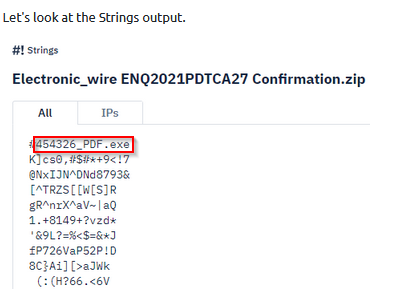 Let's look at the Strings output.
#! Strings
Electronic_wire ENQ2021PDTCA27 Confirmation.zip
All IPs
#454326_PDF.exe
K]cs0,#$#*+9<!7
@NxIJN^DNd8793&
[^TRZS[[W[S]R
gR^nrX^aV~|aQ
1.+8149+?vzd*
'&9L?=%<$=&*J
fP726VaP52P!D
8C}Ai][>aJWk
(:(H?66.<6V